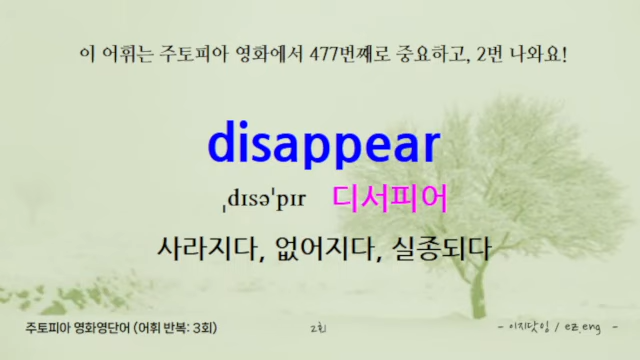 이 어휘는 주토피아 영화에서 477번째로 중요하고, 2번 나와요!
disappear
ˌdɪsəˈpɪr 디서피어
사라지다, 없어지다, 실종되다
주토피아 영화영단어 (어휘 반복: 3회) 2회 - 이지닷잉 / ez.eng -